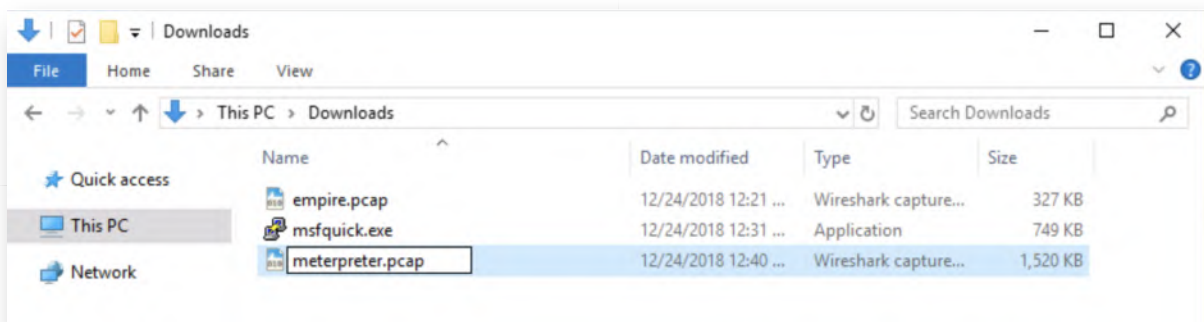 Downloads
File Home Share View
This PC > Downloads
Search Downloads
Name Date modified Type Size
Quick access
This PC
Network
empire.pcap 12/24/2018 12:21 ... Wireshark capture... 327 KB
msfquick.exe 12/24/2018 12:31 ... Application 749 KB
meterpreter.pcap 12/24/2018 12:40 ... Wireshark capture... 1,520 KB